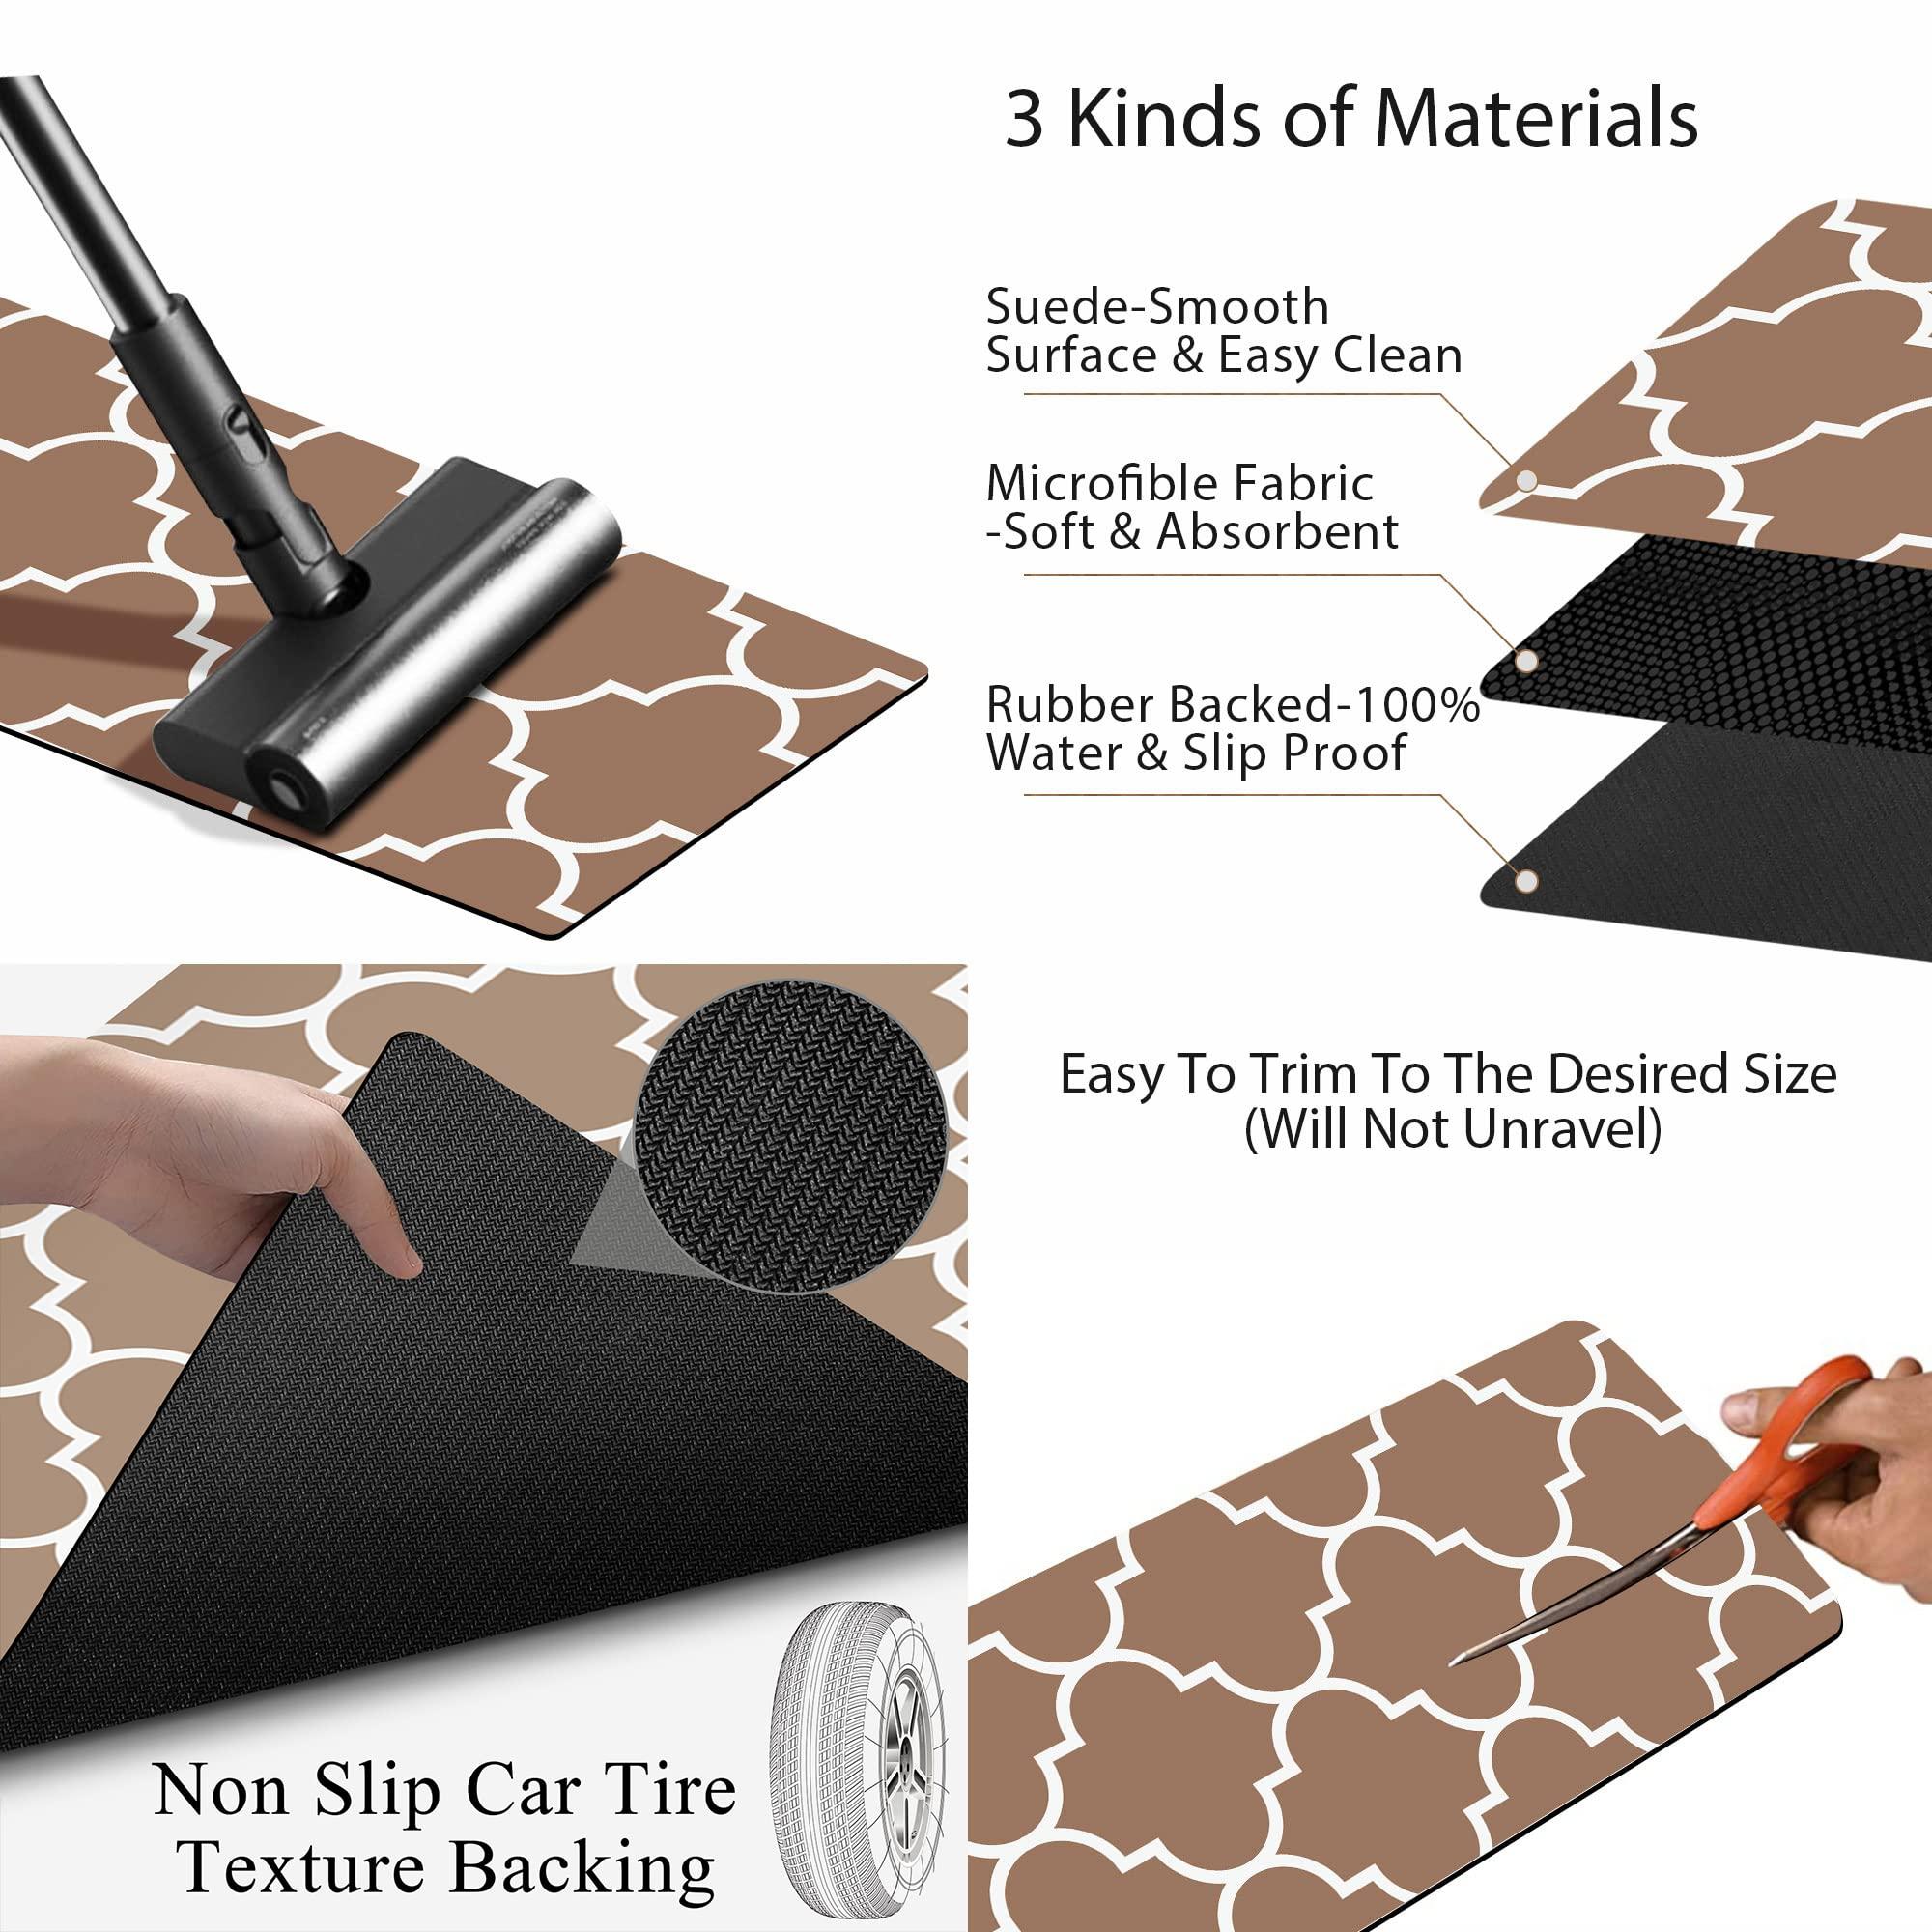 3 Kinds of Materials
Suede-Smooth
Surface & Easy Clean
Microfible Fabric
-Soft & Absorbent
Rubber Backed-100%
Water & Slip Proof
Easy To Trim To The Desired Size
(Will Not Unravel)
Non Slip Car Tire
Texture Backing